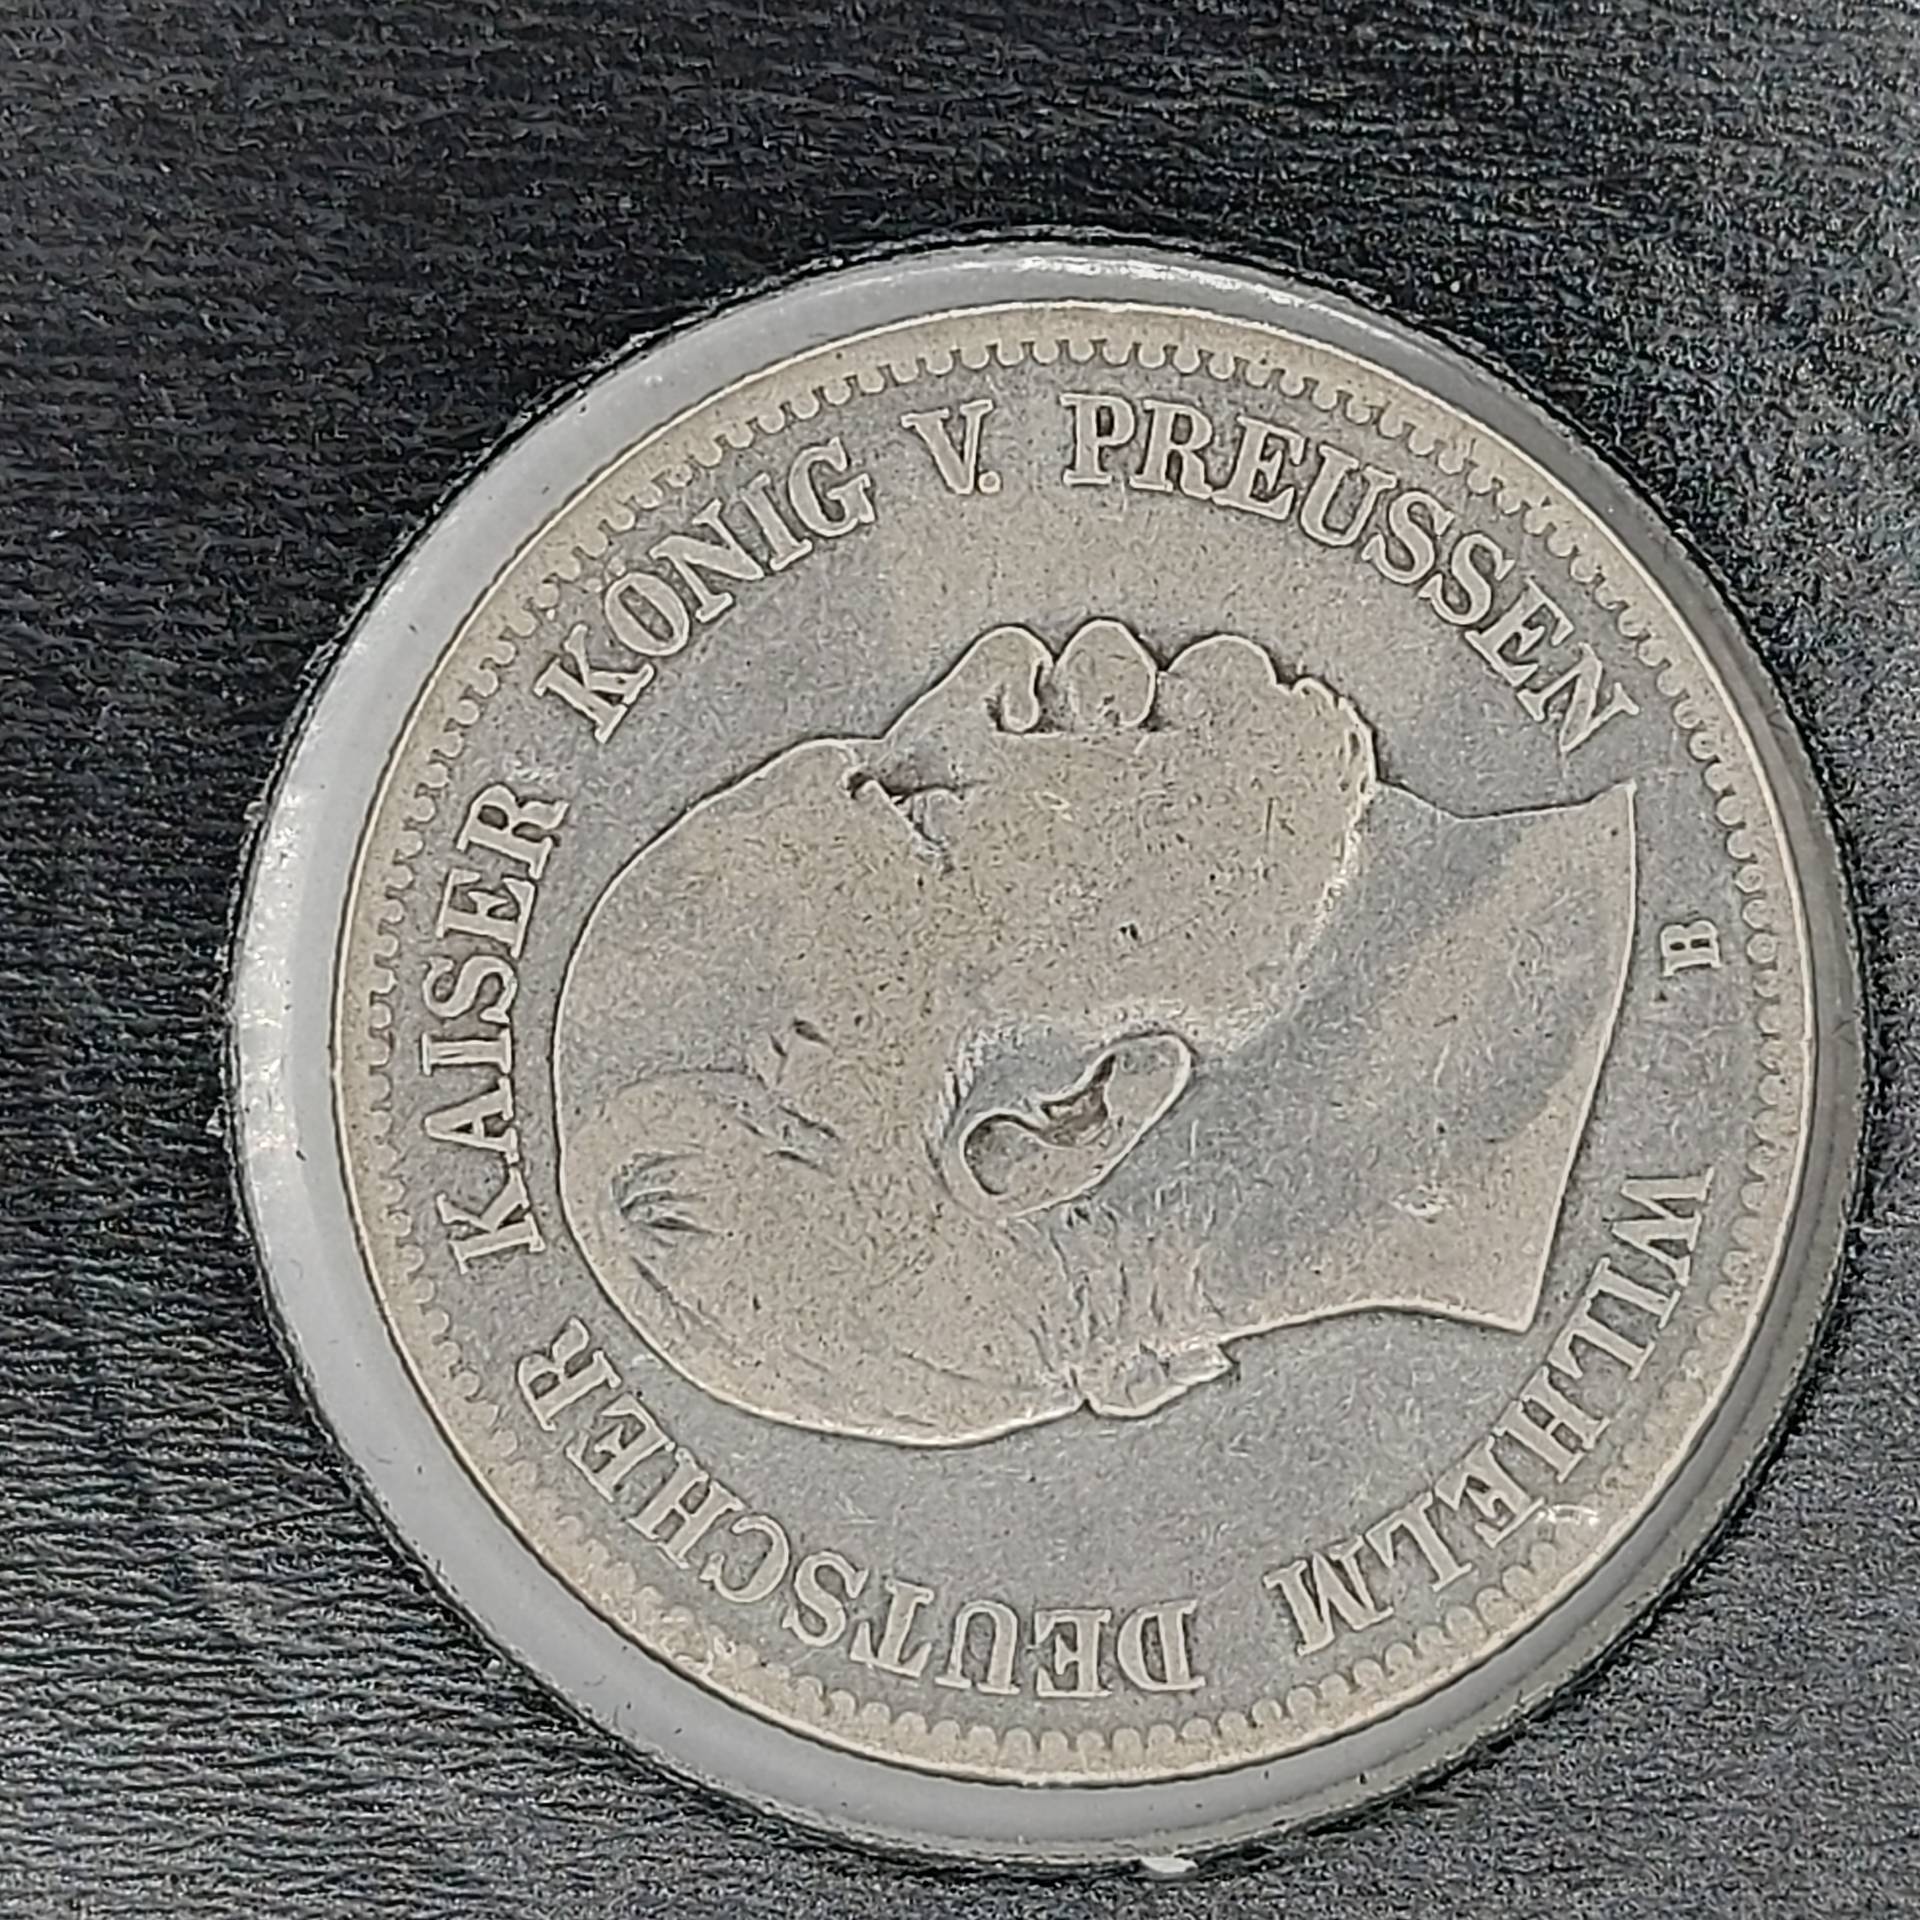 WILHELM DEUTSCHER KAISER KÖNIG V. PREUSSEN
B